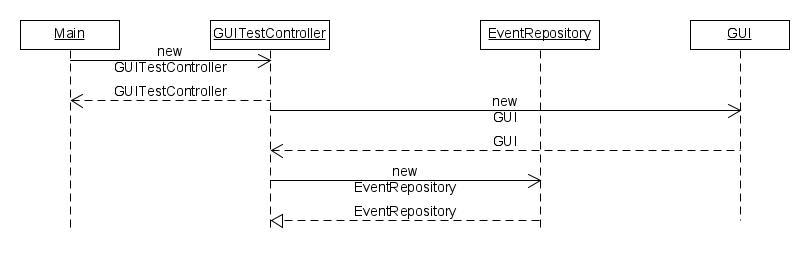 Main
GUITestController
EventRepository
GUI
new
GUITestController
GUITestController
new
GUI
GUI
new
EventRepository
EventRepository